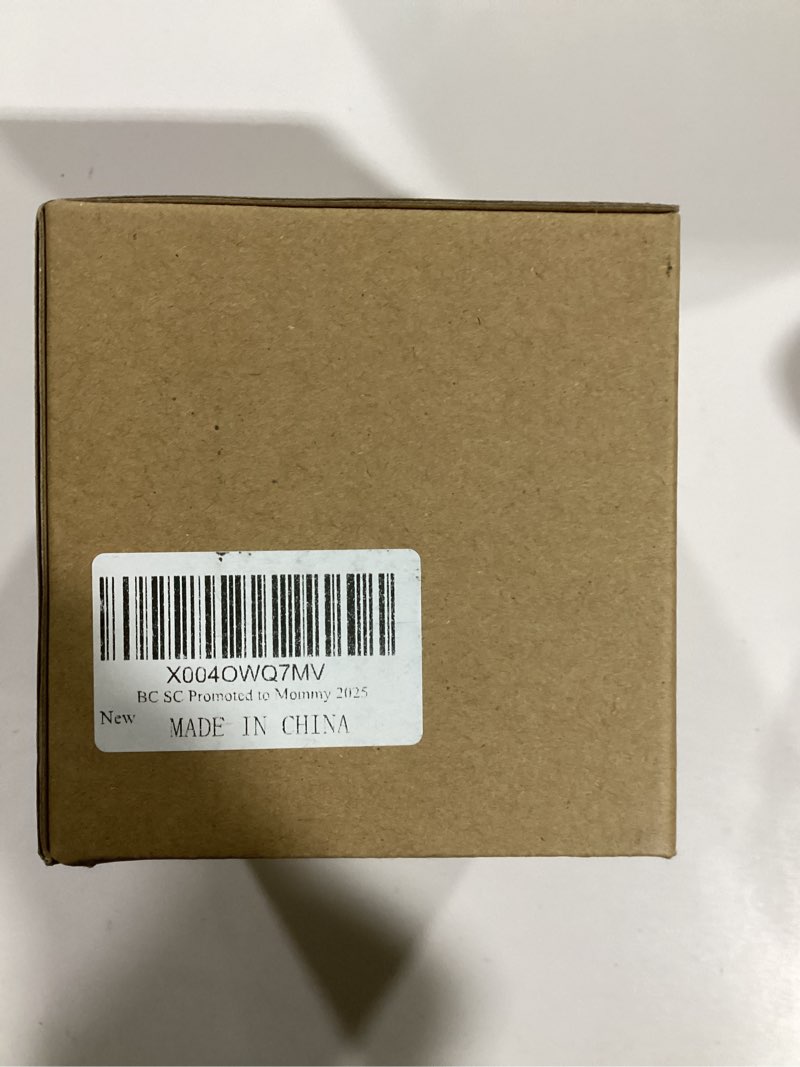 X004OWQ7MV
BC SC Promoted to Mommy 2025
New
MADE IN CHINA